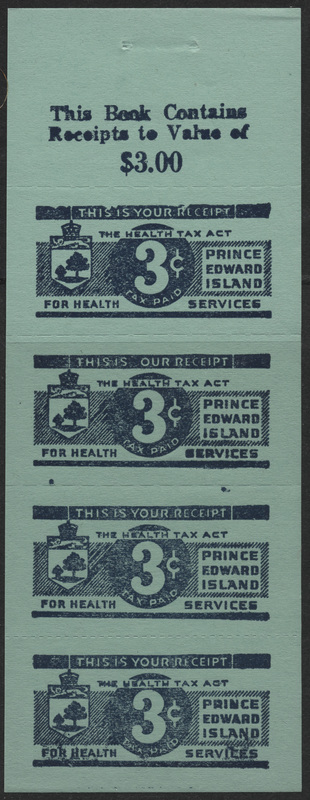 This Book Contains
Receipts to Value of
$3.00
THIS IS YOUR RECEIPT
THE HEALTH TAX ACT
3¢
PRINCE
EDWARD
ISLAND
TAX PAID
FOR HEALTH SERVICES
THIS IS OUR RECEIPT
THE HEALTH TAX ACT
3¢
PRINCE
EDWARD
ISLAND
TAX PAID
FOR HEALTH SERVICES
THIS IS YOUR RECEIPT
THE HEALTH TAX ACT
3¢
PRINCE
EDWARD
ISLAND
TAX PAID
FOR HEALTH SERVICES
THIS IS YOUR RECEIPT
THE HEALTH TAX ACT
3¢
PRINCE
EDWARD
ISLAND
TAX PAID
FOR HEALTH SERVICES